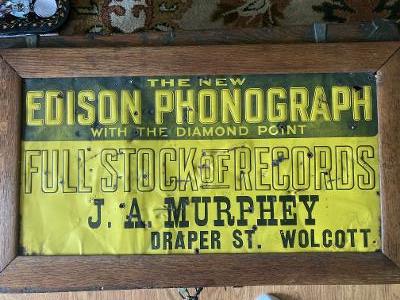 THE NEW
EDISON PHONOGRAPH
WITH THE DIAMOND POINT
FULL STOCK OF RECORDS
J. A. MURPHEY
DRAPER ST. WOLCOTT